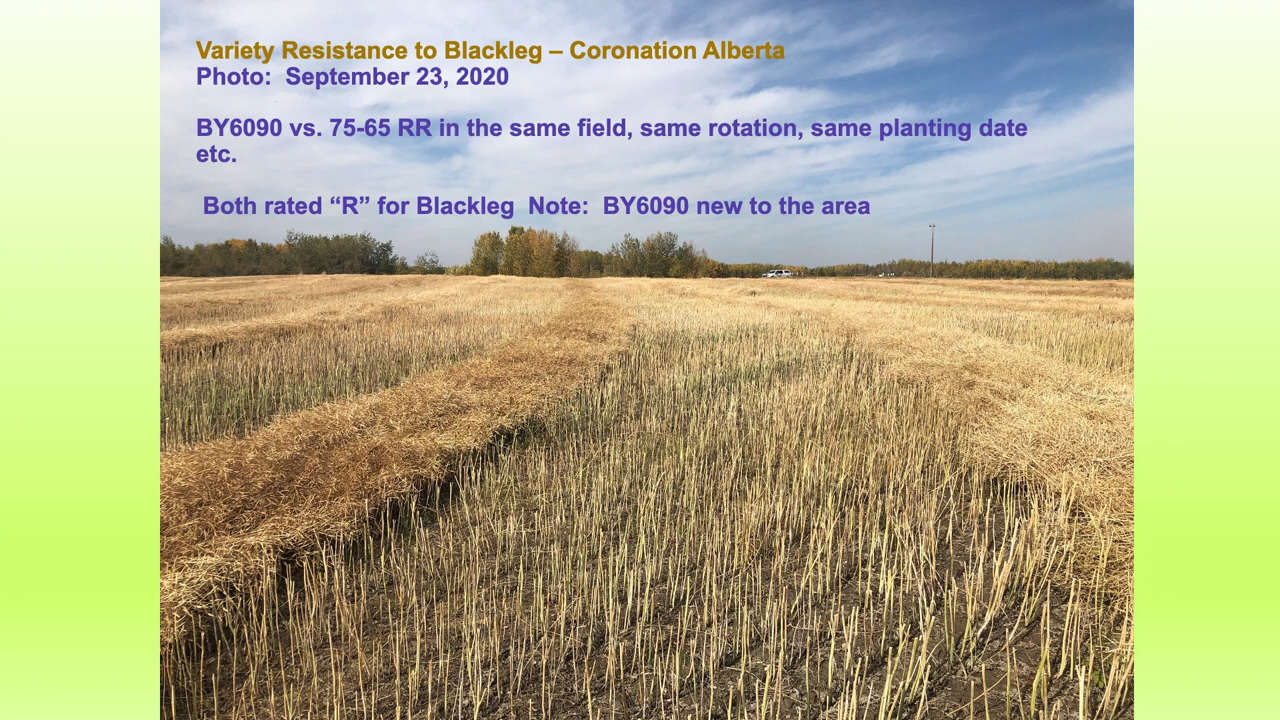 Variety Resistance to Blackleg – Coronation Alberta
Photo:  September 23, 2020
BY6090 vs. 75-65 RR in the same field, same rotation, same planting date
etc.
Both rated “R” for Blackleg  Note:  BY6090 new to the area